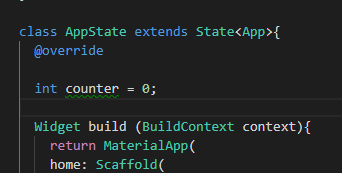 class AppState extends State<App>{
@override
int counter = 0;
Widget build (BuildContext context){
return MaterialApp(
home: Scaffold(